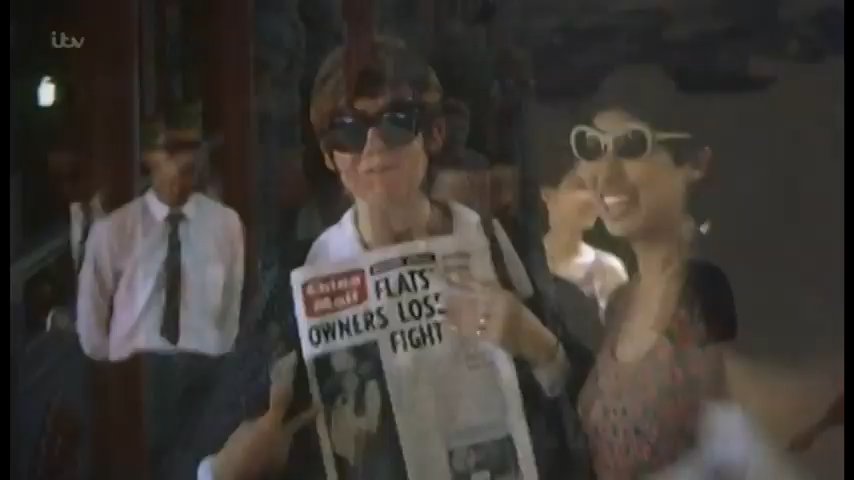 itv
China
Mail
FLATS
OWNERS LOSE
FIGHT